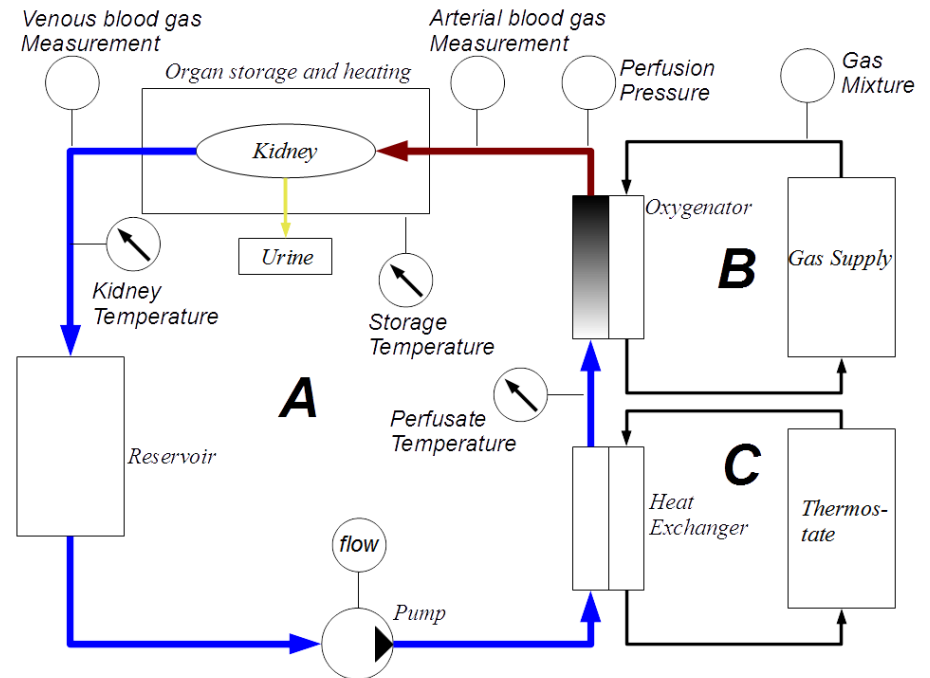 Venous blood gas
Measurement
Organ storage and heating
Arterial blood gas
Measurement
Perfusion
Pressure
Gas
Mixture
Kidney
Urine
Oxygenator
B
Gas Supply
Kidney
Temperature
Storage
Temperature
A
Perfusate
Temperature
Reservoir
C
Heat
Exchanger
Thermos-
tate
flow
Pump